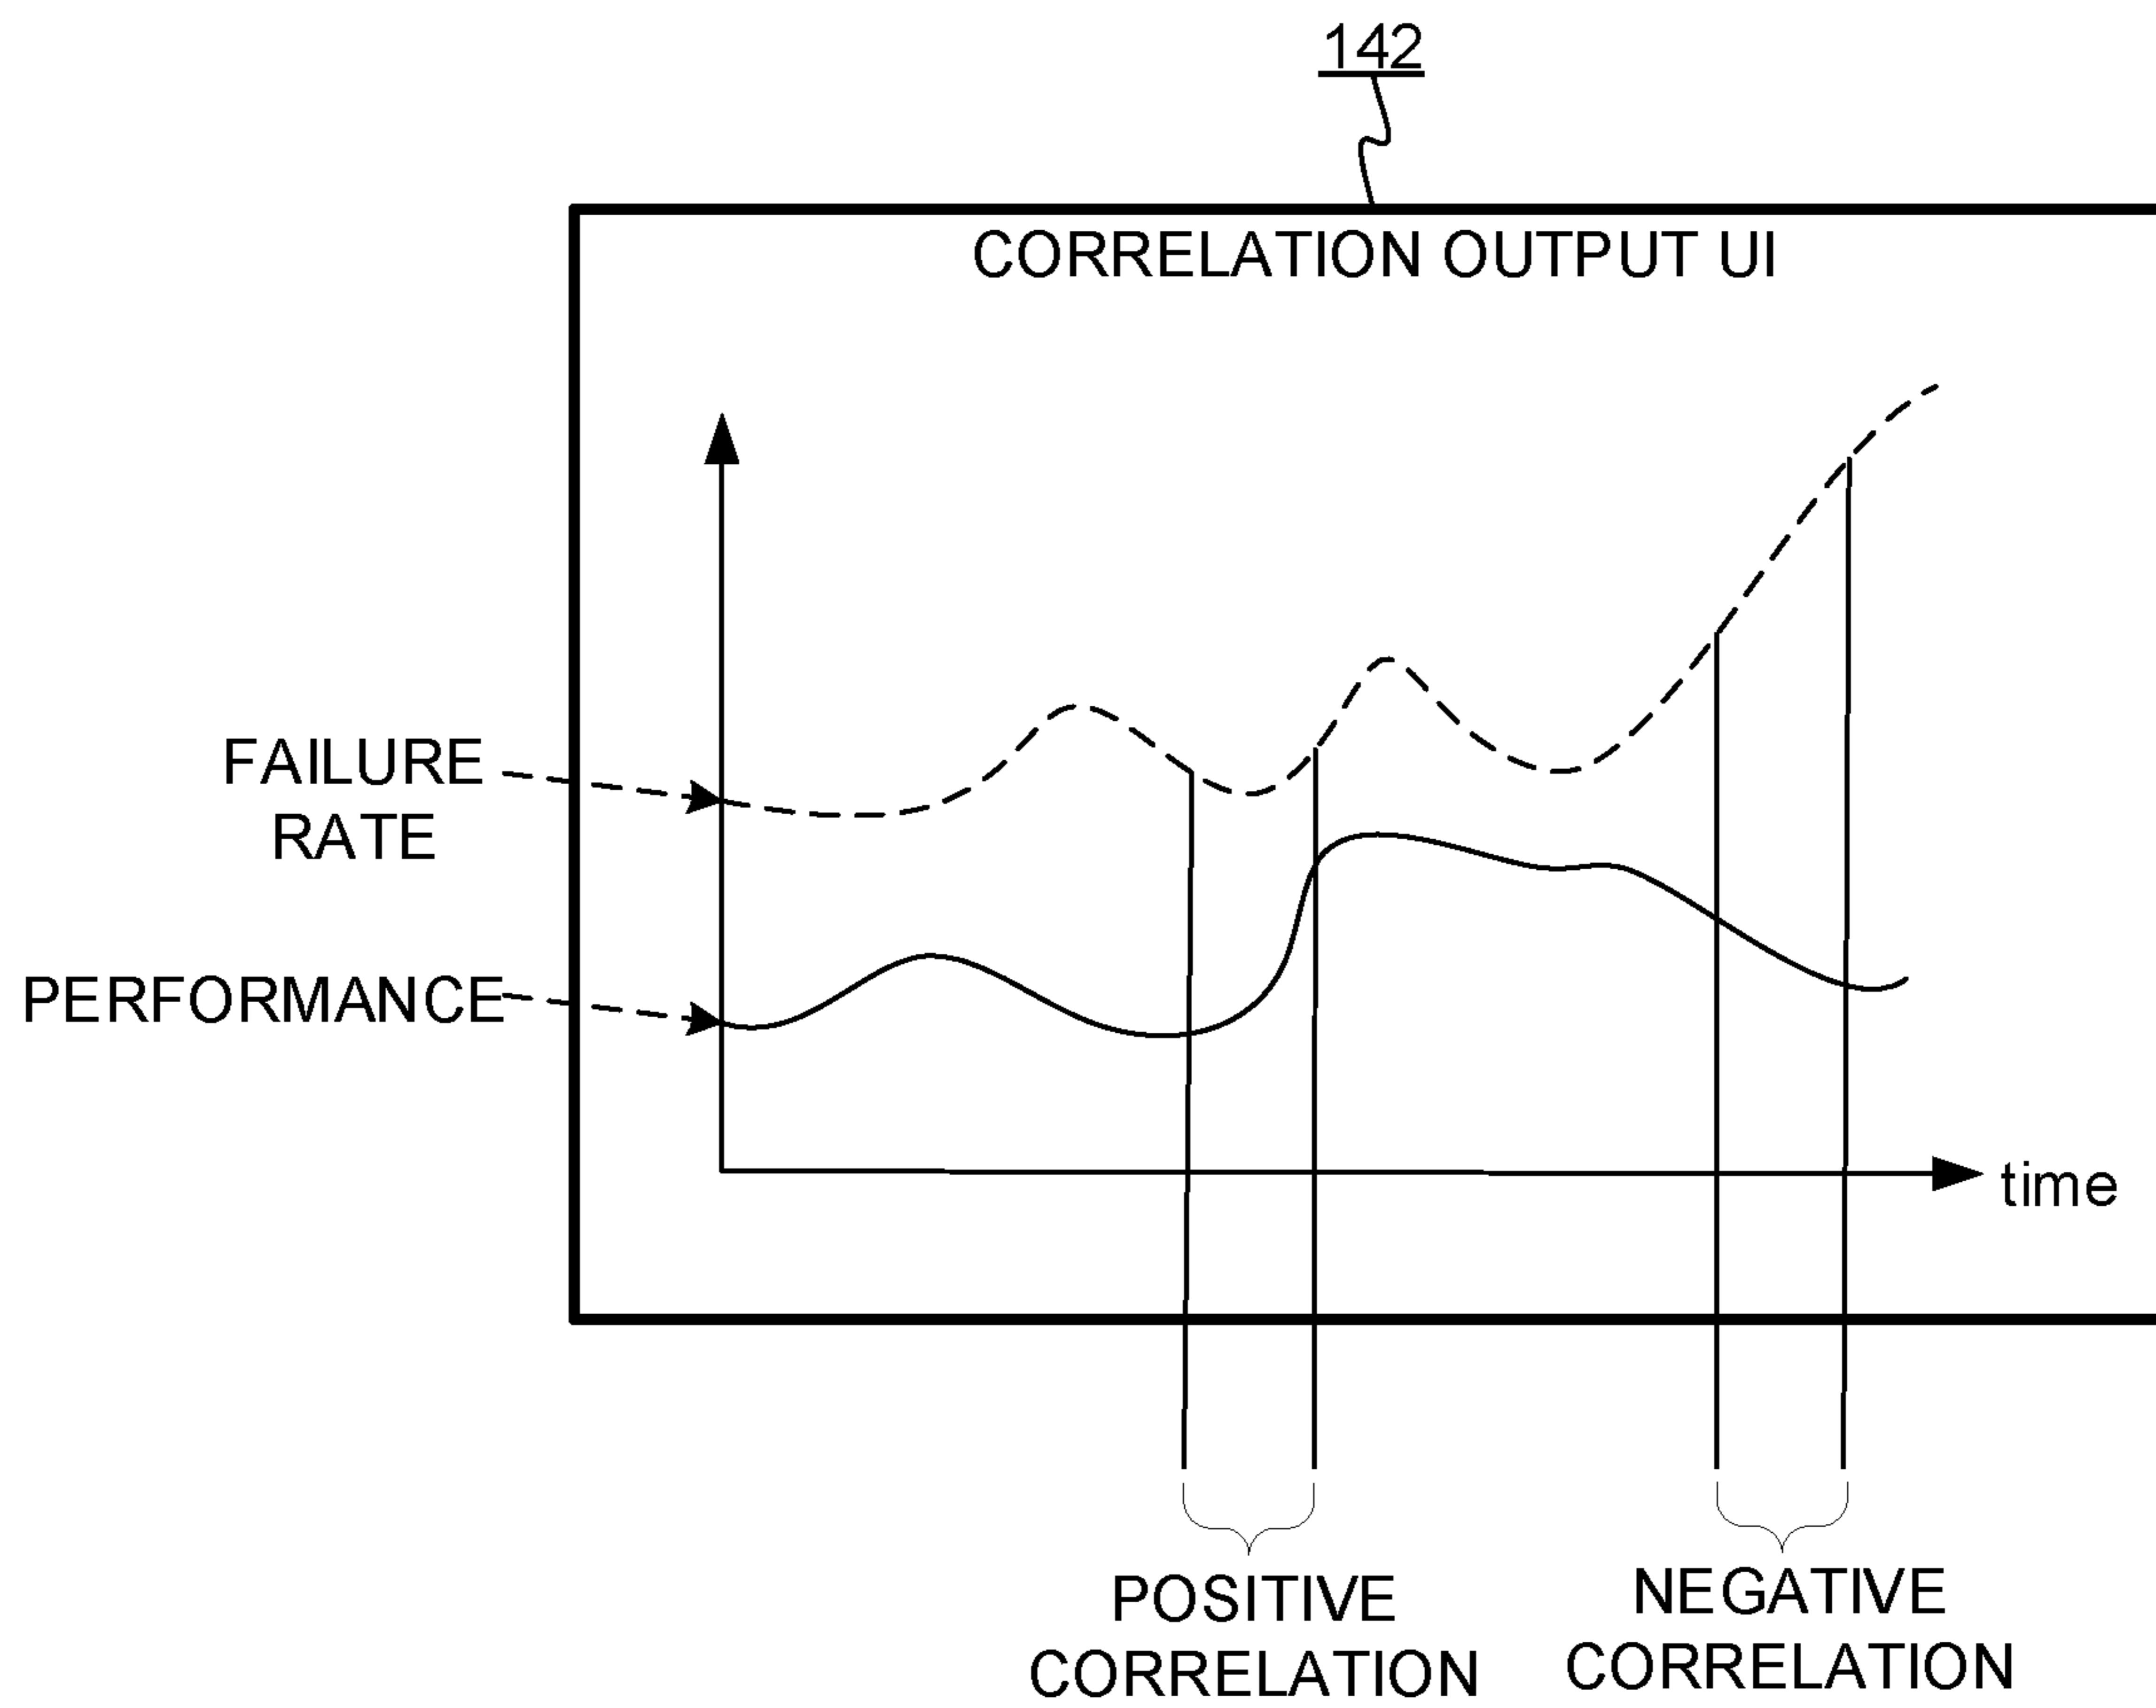 142
CORRELATION OUTPUT UI
FAILURE
RATE
PERFORMANCE
time
POSITIVE
CORRELATION
NEGATIVE
CORRELATION